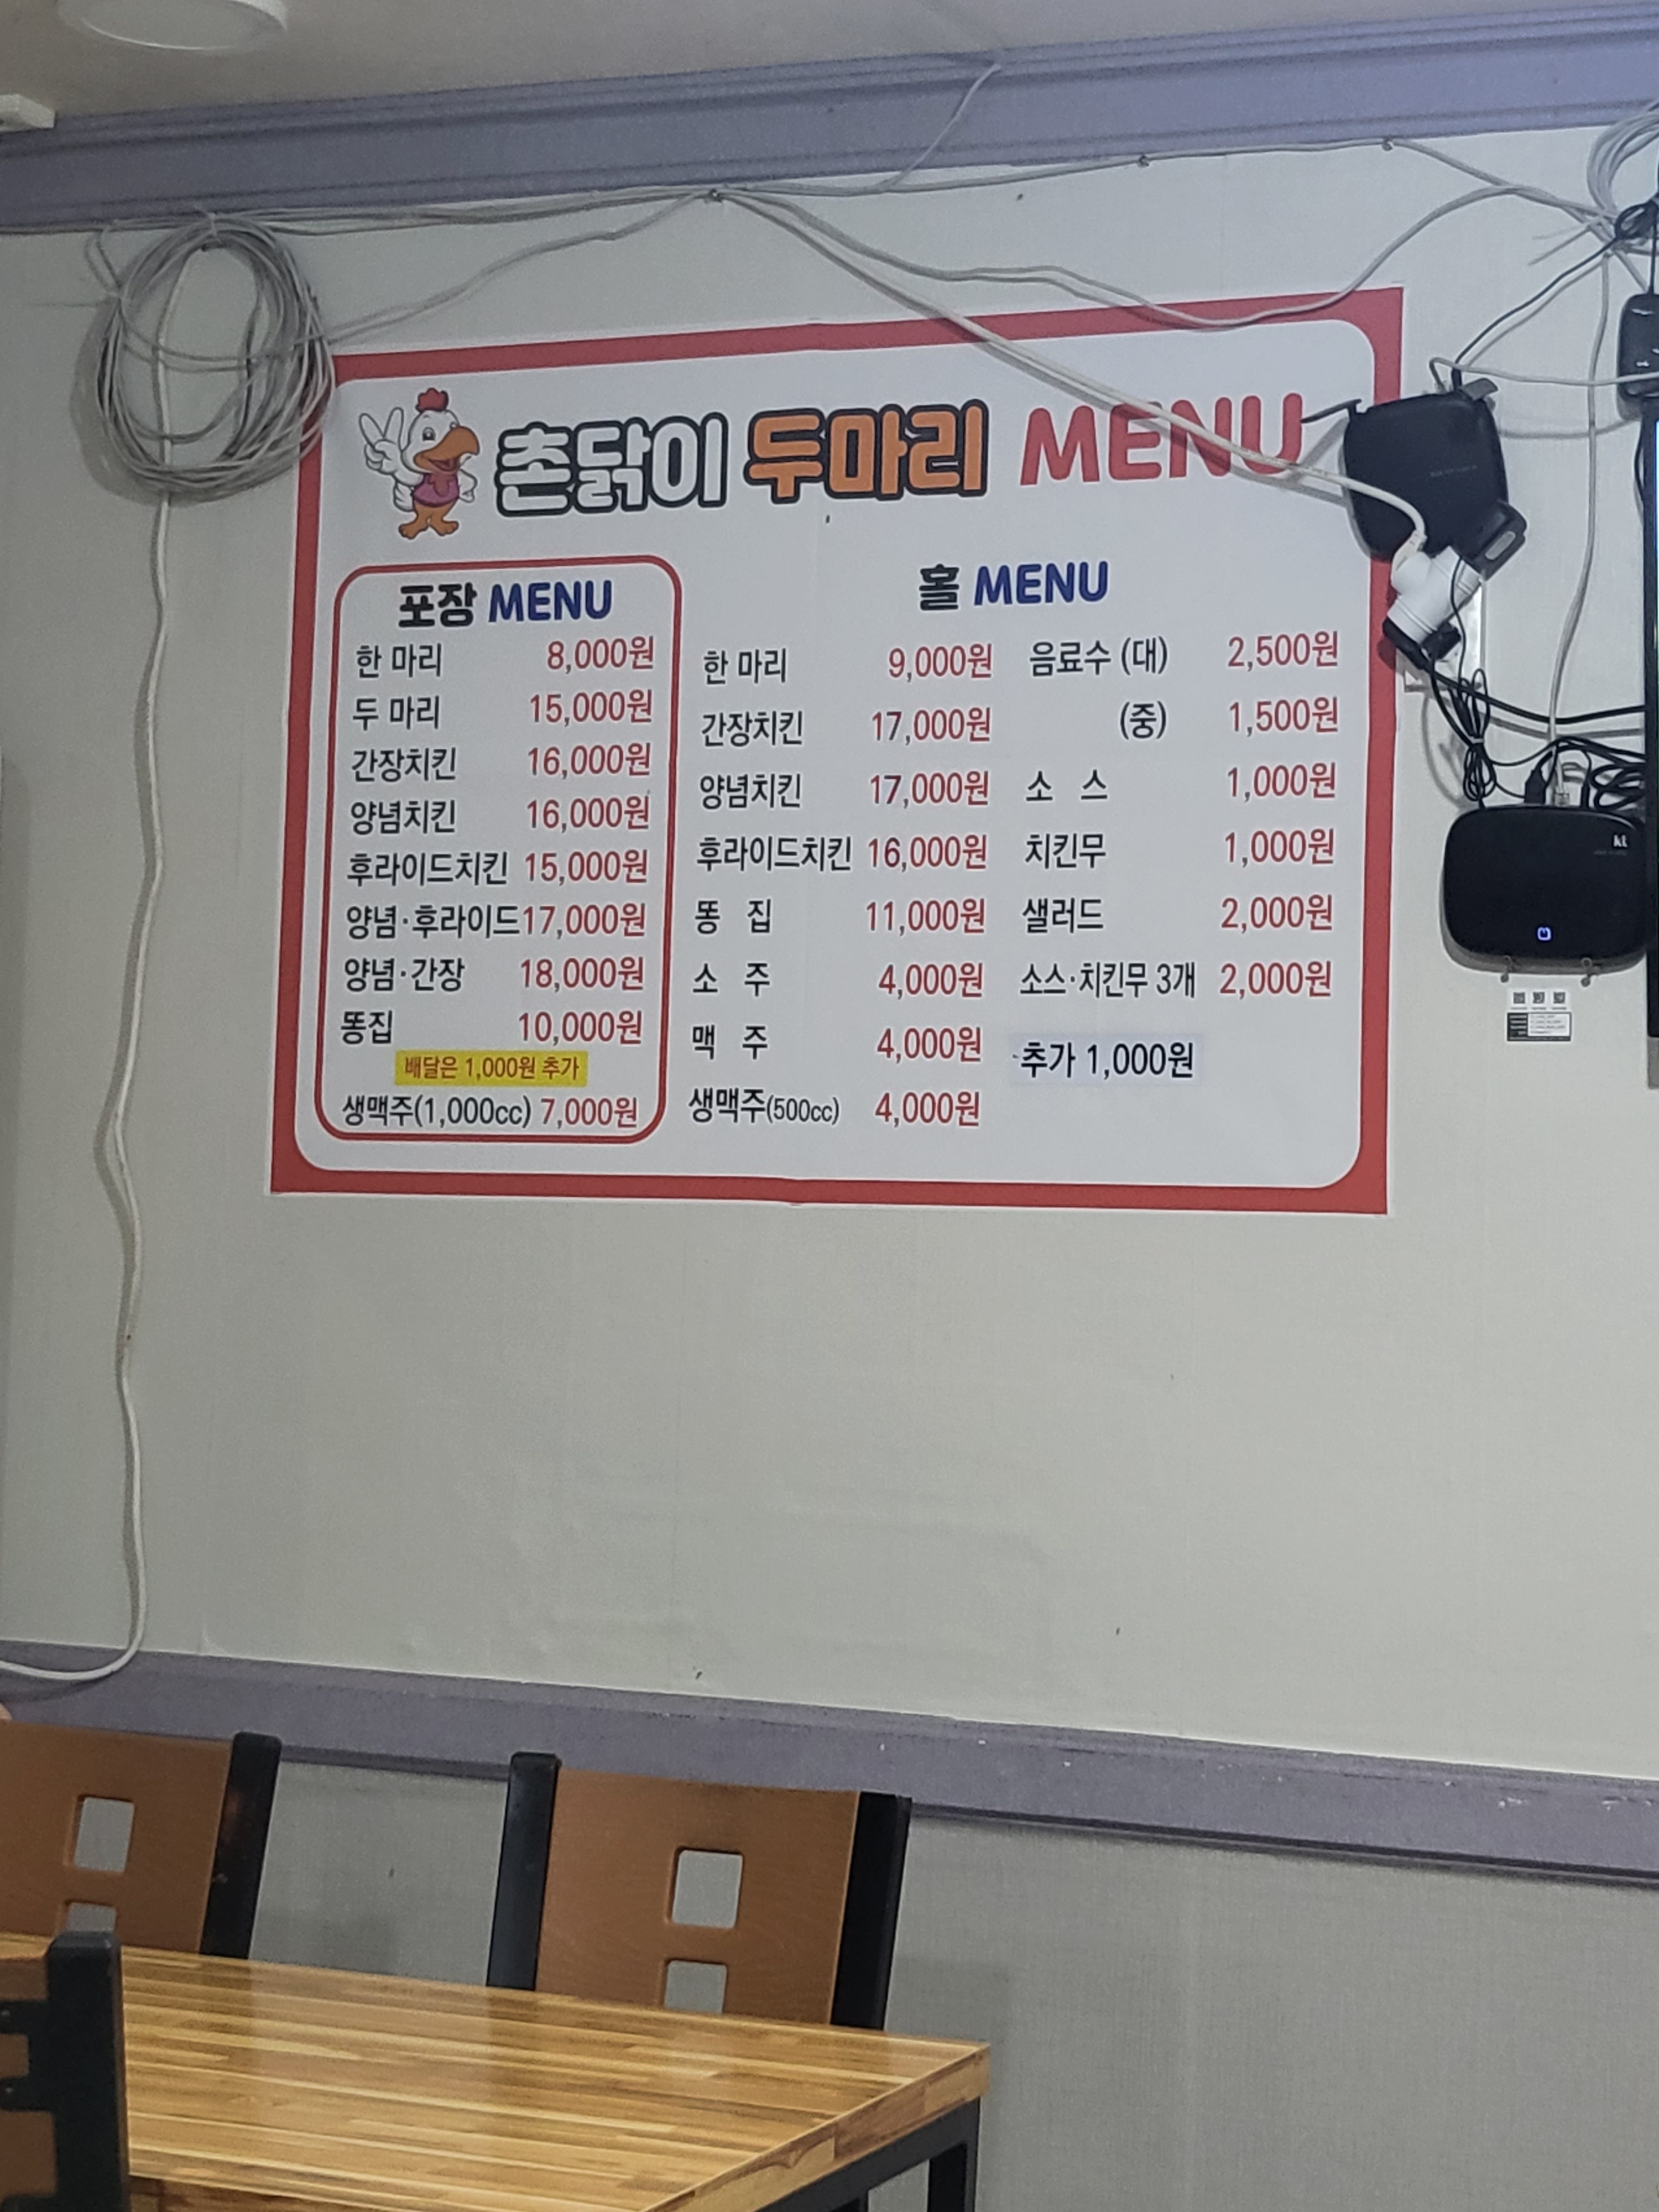 촌닭이 두마리 MENU
포장 MENU
한 마리 8,000원
두 마리 15,000원
간장치킨 16,000원
양념치킨 16,000원
후라이드치킨 15,000원
양념·후라이드 17,000원
양념·간장 18,000원
똥집 10,000원
배달은 1,000원 추가
생맥주(1,000cc) 7,000원
홀 MENU
한 마리 9,000원
간장치킨 17,000원
양념치킨 17,000원
후라이드치킨 16,000원
똥 집 11,000원
소 주 4,000원
맥 주 4,000원
생맥주(500cc) 4,000원
음료수 (대) 2,500원
(중) 1,500원
소 스 1,000원
치킨무 1,000원
샐러드 2,000원
소스·치킨무 3개 2,000원
추가 1,000원
kt